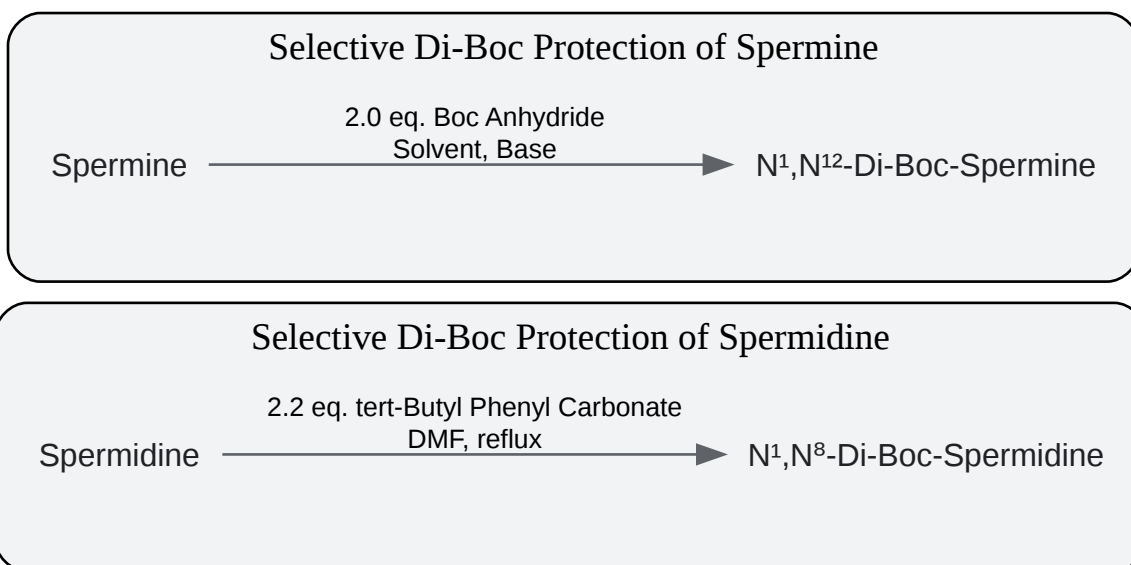 Selective Di-Boc Protection of Spermine
2.0 eq. Boc Anhydride
Solvent, Base
Spermine
N¹,N¹²-Di-Boc-Spermine
Selective Di-Boc Protection of Spermidine
2.2 eq. tert-Butyl Phenyl Carbonate
DMF, reflux
Spermidine
N¹,N⁸-Di-Boc-Spermidine